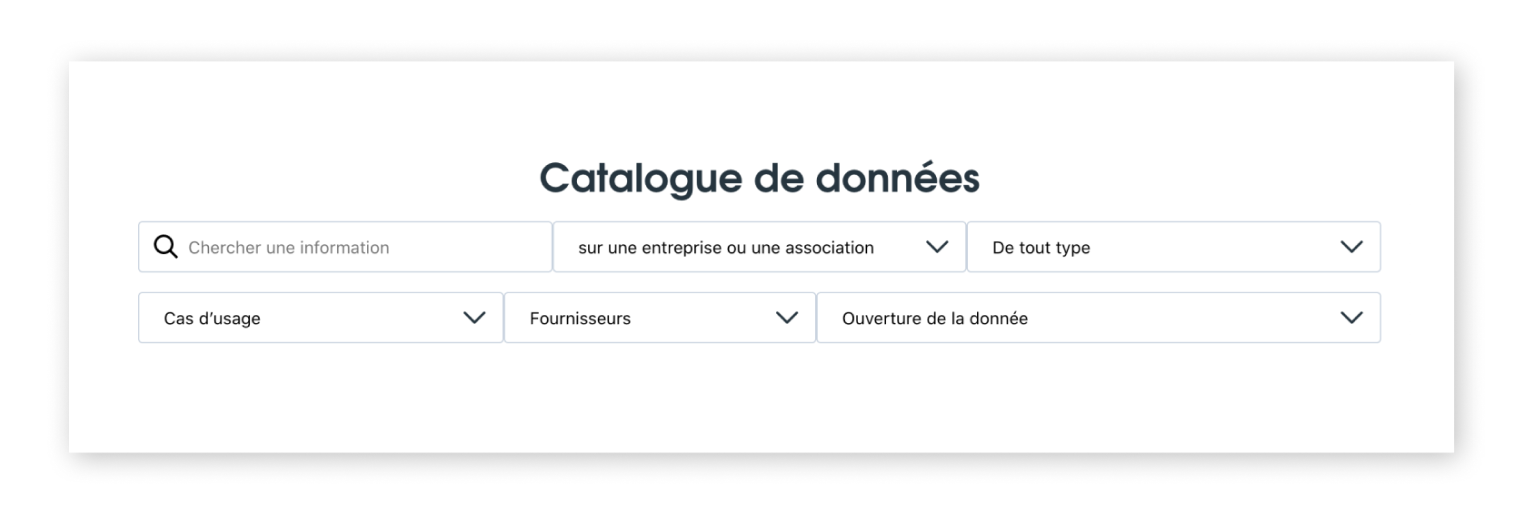 Catalogue de données
Chercher une information
sur une entreprise ou une association
De tout type
Cas d’usage
Fournisseurs
Ouverture de la donnée